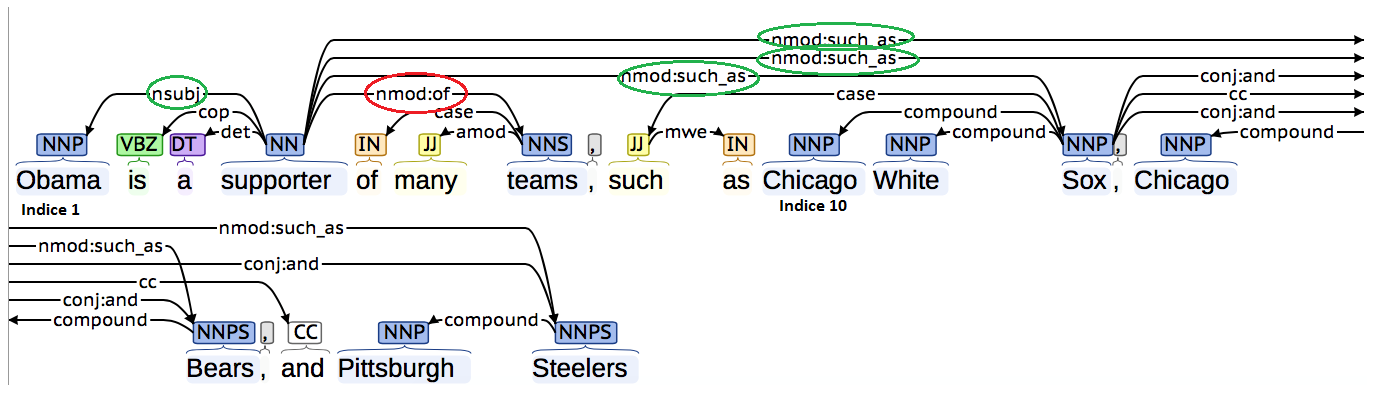 nmod:such_as
nmod:such_as
nmod:such_as conj:and
nsubj nmod:of case cc
cop case compound conj:and
det amod mwe compound compound
NNP VBZ DT NN IN JJ NNS , JJ IN NNP NNP NNP , NNP
Obama is a supporter of many teams , such as Chicago White Sox , Chicago
Indice 1 Indice 10
nmod:such_as
nmod:such_as
conj:and
cc
conj:and
compound compound
NNPS , CC NNP NNPS
Bears , and Pittsburgh Steelers